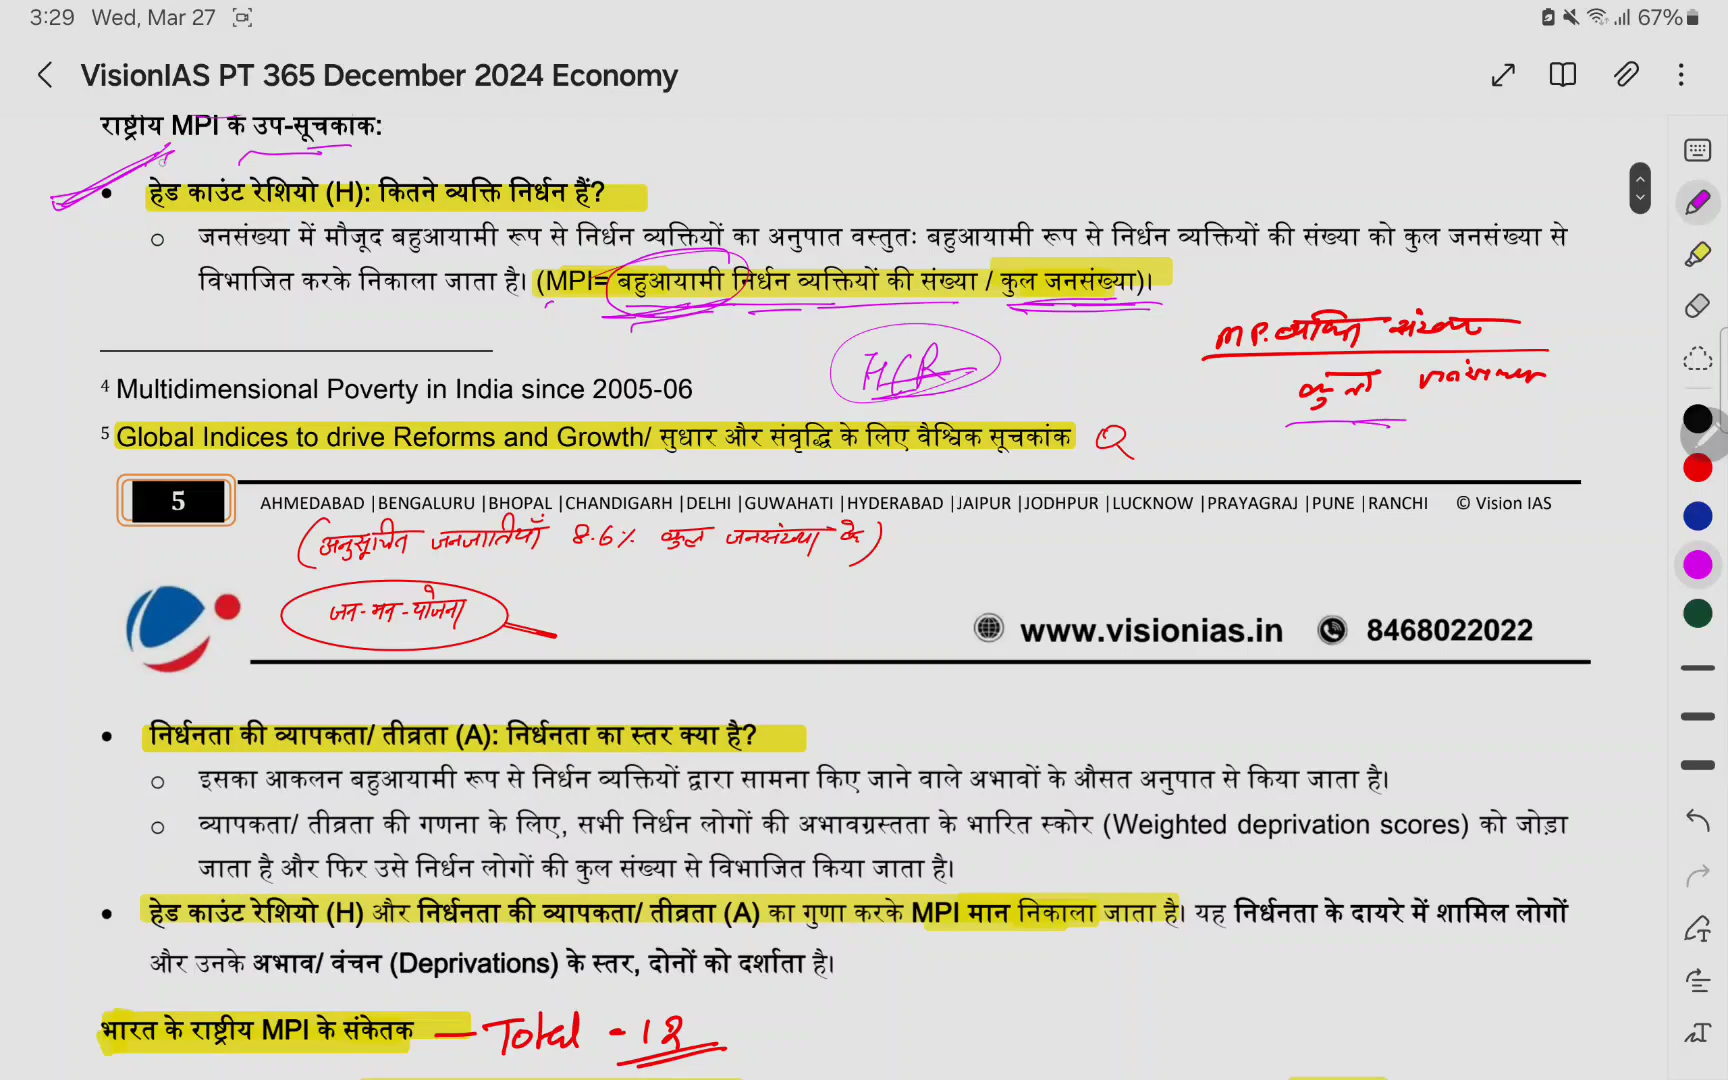 3:29 Wed, Mar 27
67%
VisionIAS PT 365 December 2024 Economy
राष्ट्रीय MPI के उप-सूचकांक:
• हेड काउंट रेशियो (H): कितने व्यक्ति निर्धन हैं?
○ जनसंख्या में मौजूद बहुआयामी रूप से निर्धन व्यक्तियों का अनुपात वस्तुतः बहुआयामी रूप से निर्धन व्यक्तियों की संख्या को कुल जनसंख्या से
विभाजित करके निकाला जाता है। (MPI= बहुआयामी निर्धन व्यक्तियों की संख्या / कुल जनसंख्या)।
M P. व्यक्ति संख्या
कुल जनसंख्या
HCR
4 Multidimensional Poverty in India since 2005-06
5 Global Indices to drive Reforms and Growth/ सुधार और संवृद्धि के लिए वैश्विक सूचकांक Q
5 AHMEDABAD |BENGALURU |BHOPAL |CHANDIGARH |DELHI |GUWAHATI |HYDERABAD |JAIPUR |JODHPUR |LUCKNOW |PRAYAGRAJ |PUNE |RANCHI © Vision IAS
(अनुसूचित जनजातियाँ 8.6% कुल जनसंख्या के)
जन-मन-योजना
www.visionias.in 8468022022
• निर्धनता की व्यापकता/ तीव्रता (A): निर्धनता का स्तर क्या है?
○ इसका आकलन बहुआयामी रूप से निर्धन व्यक्तियों द्वारा सामना किए जाने वाले अभावों के औसत अनुपात से किया जाता है।
○ व्यापकता/ तीव्रता की गणना के लिए, सभी निर्धन लोगों की अभावग्रस्तता के भारित स्कोर (Weighted deprivation scores) को जोड़ा
जाता है और फिर उसे निर्धन लोगों की कुल संख्या से विभाजित किया जाता है।
• हेड काउंट रेशियो (H) और निर्धनता की व्यापकता/ तीव्रता (A) का गुणा करके MPI मान निकाला जाता है। यह निर्धनता के दायरे में शामिल लोगों
और उनके अभाव/ वंचन (Deprivations) के स्तर, दोनों को दर्शाता है।
भारत के राष्ट्रीय MPI के संकेतक — Total - 12